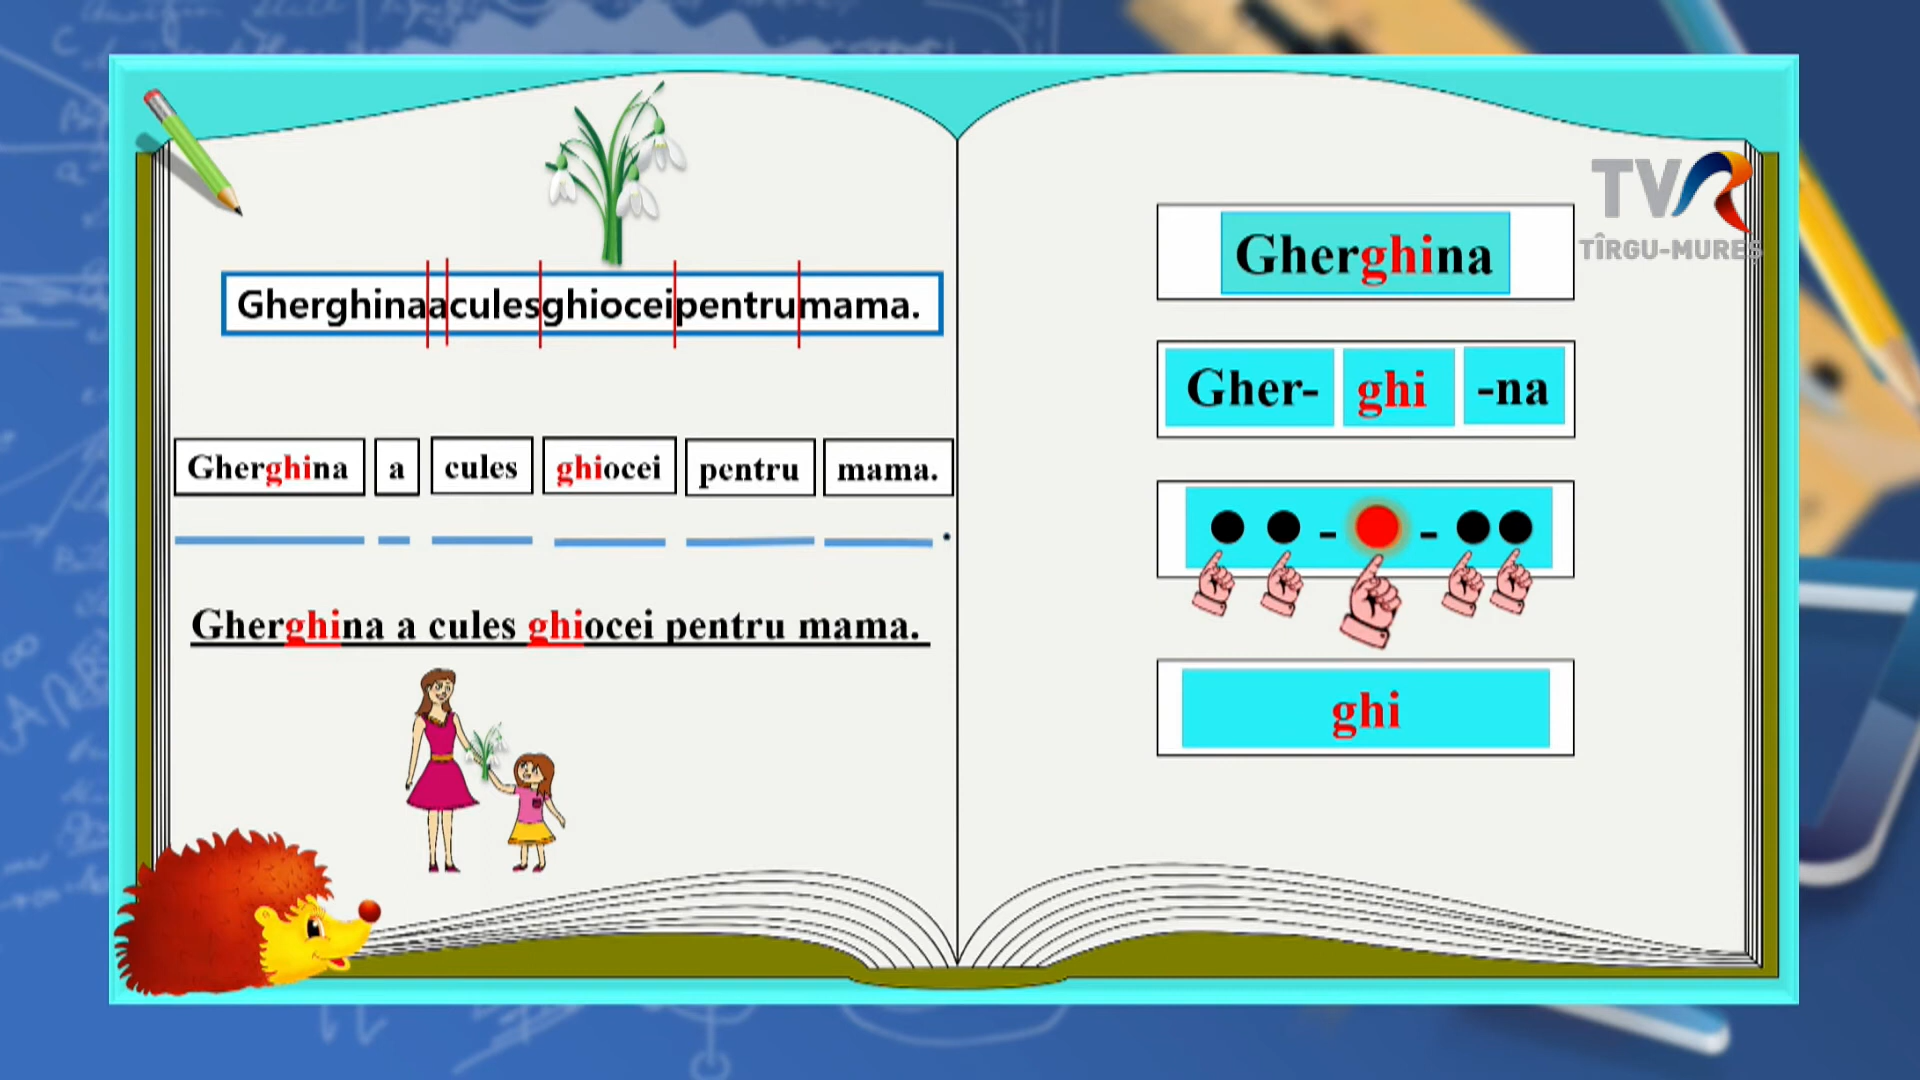 Gherghinaaculesghioceipentrumama.
Gherghina a cules ghiocei pentru mama.
Gherghina a cules ghiocei pentru mama.
Gherghina
Gher- ghi -na
ghi
TVR
TÎRGU-MUREȘ